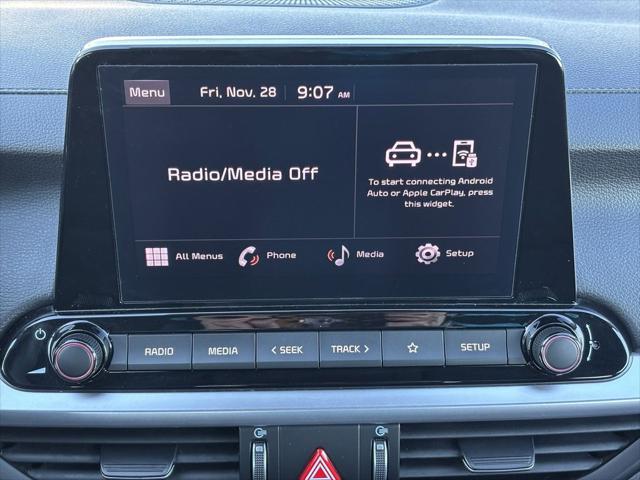 Menu Fri, Nov. 28 9:07 AM
Radio/Media Off
To start connecting Android
Auto or Apple CarPlay, press
this widget.
All Menus Phone Media Setup
RADIO MEDIA < SEEK TRACK > SETUP